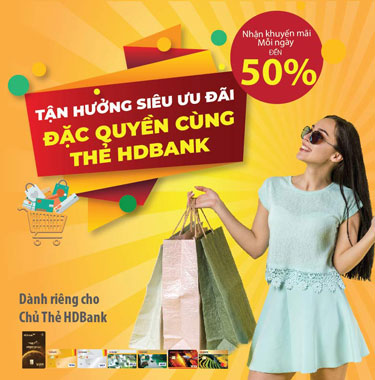 Nhận khuyến mãi
Mỗi ngày
ĐẾN
50%
TẬN HƯỞNG SIÊU ƯU ĐÃI
ĐẶC QUYỀN CÙNG
THẺ HDBANK
Dành riêng cho
Chủ Thẻ HDBank